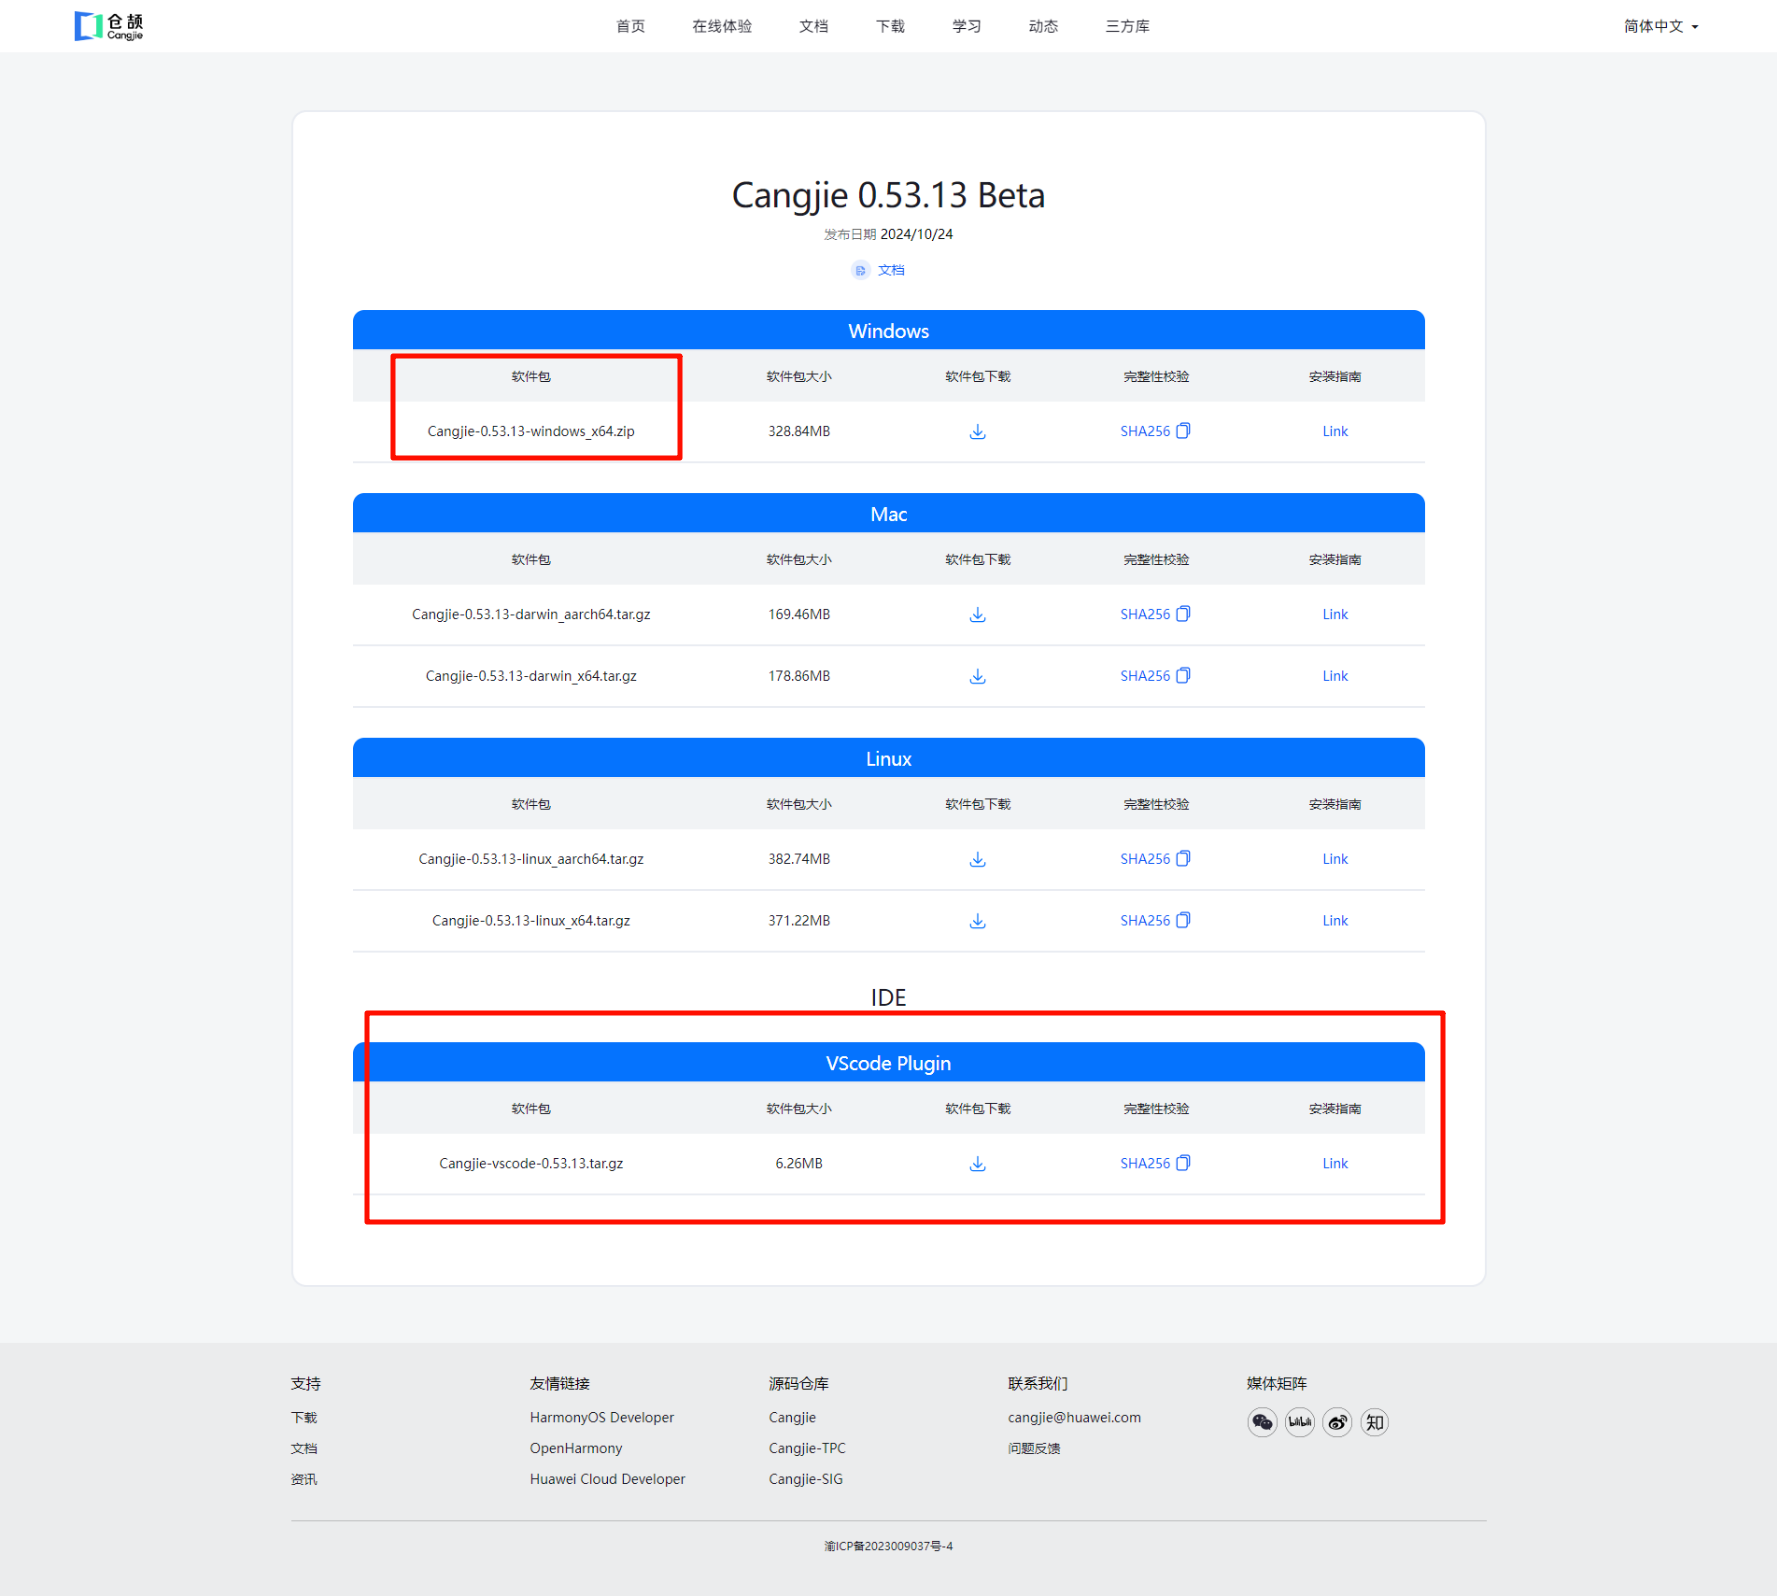 仓颉
Cangjie
首页 在线体验 文档 下载 学习 动态 三方库 简体中文
Cangjie 0.53.13 Beta
发布日期 2024/10/24
文档
Windows
软件包 软件包大小 软件包下载 完整性校验 安装指南
Cangjie-0.53.13-windows_x64.zip 328.84MB SHA256 Link
Mac
软件包 软件包大小 软件包下载 完整性校验 安装指南
Cangjie-0.53.13-darwin_aarch64.tar.gz 169.46MB SHA256 Link
Cangjie-0.53.13-darwin_x64.tar.gz 178.86MB SHA256 Link
Linux
软件包 软件包大小 软件包下载 完整性校验 安装指南
Cangjie-0.53.13-linux_aarch64.tar.gz 382.74MB SHA256 Link
Cangjie-0.53.13-linux_x64.tar.gz 371.22MB SHA256 Link
IDE
VScode Plugin
软件包 软件包大小 软件包下载 完整性校验 安装指南
Cangjie-vscode-0.53.13.tar.gz 6.26MB SHA256 Link
支持 友情链接 源码仓库 联系我们 媒体矩阵
下载 HarmonyOS Developer Cangjie cangjie@huawei.com bilibili 知
文档 OpenHarmony Cangjie-TPC 问题反馈
资讯 Huawei Cloud Developer Cangjie-SIG
渝ICP备2023009037号-4